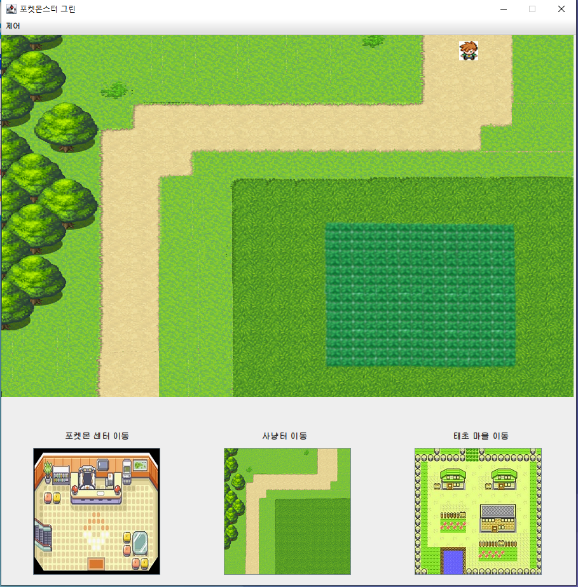 포켓몬스터 그린
제어
포켓몬 센터 이동
사냥터 이동
태초 마을 이동